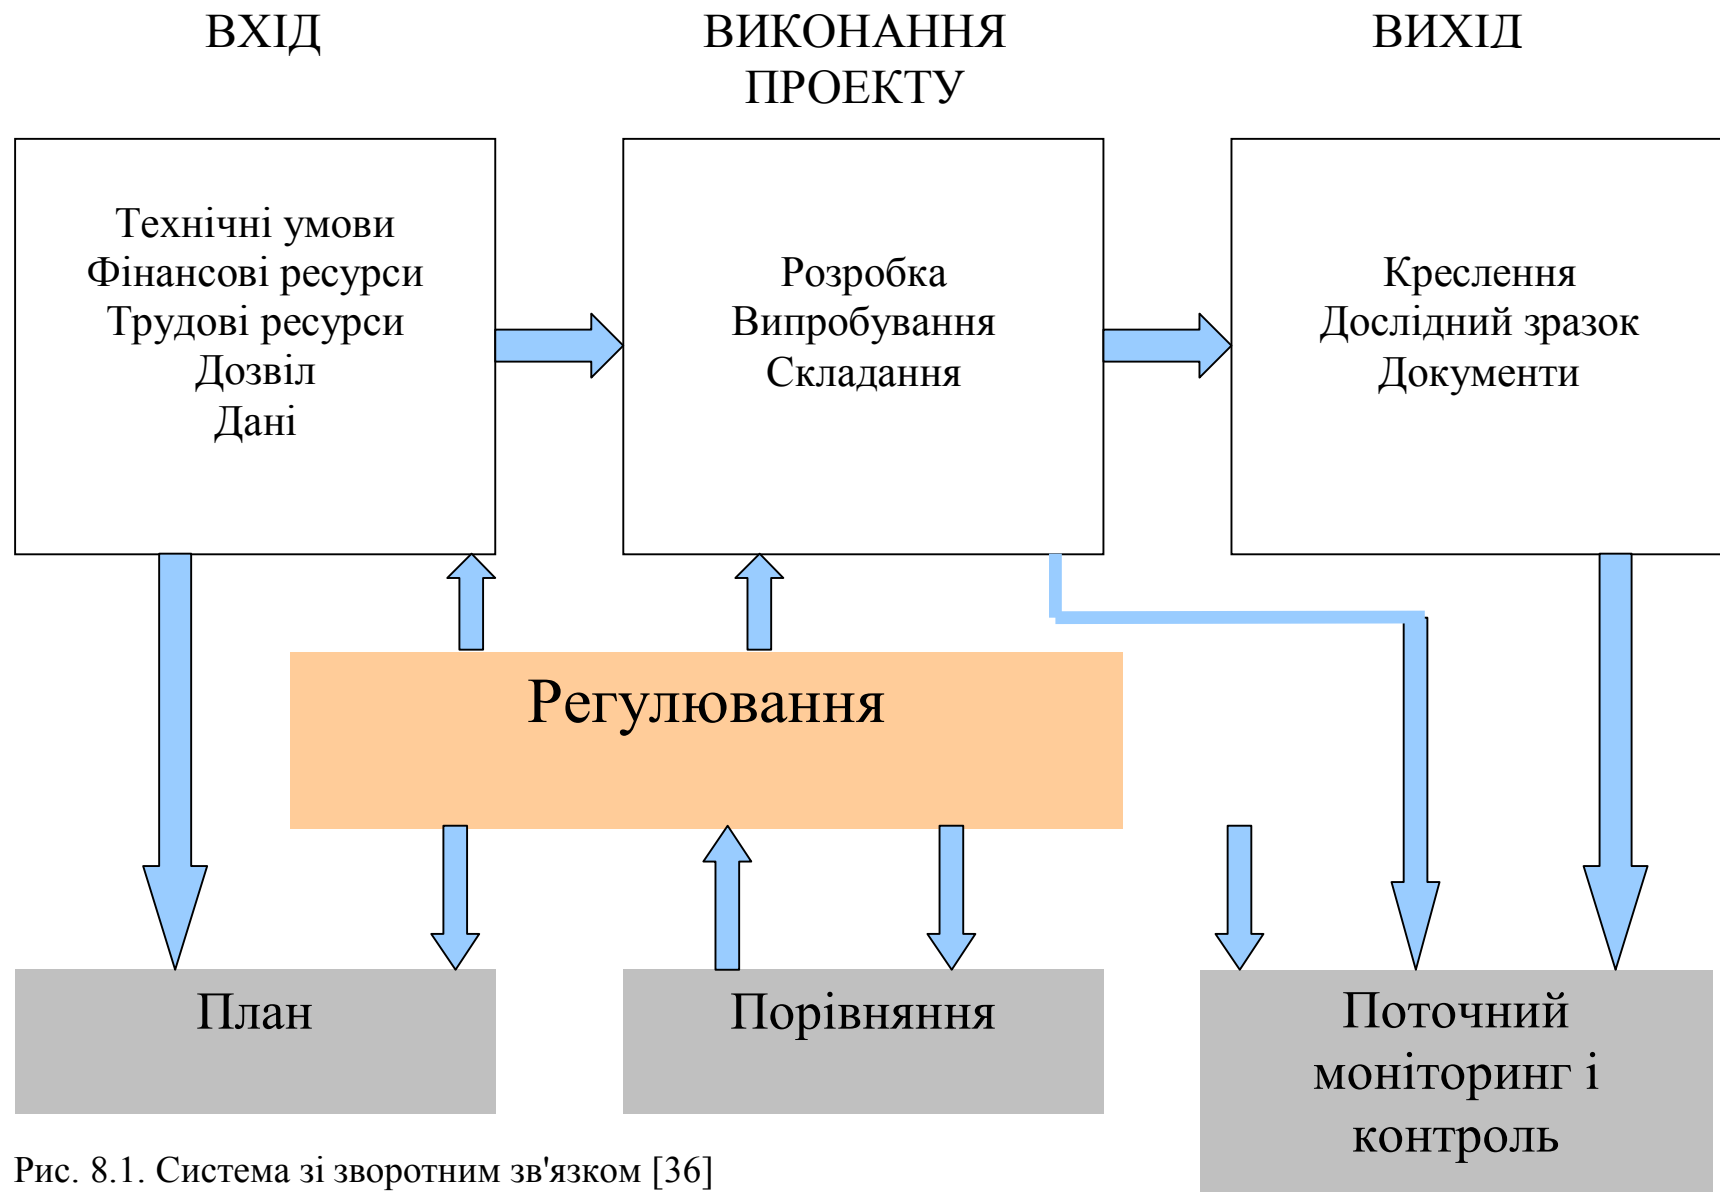 ВХІД
ВИКОНАННЯ
ПРОЕКТУ
ВИХІД
Технічні умови
Фінансові ресурси
Трудові ресурси
Дозвіл
Дані
Розробка
Випробування
Складання
Креслення
Дослідний зразок
Документи
Регулювання
План
Порівняння
Поточний
моніторинг і
контроль
Рис. 8.1. Система зі зворотним зв'язком [36]